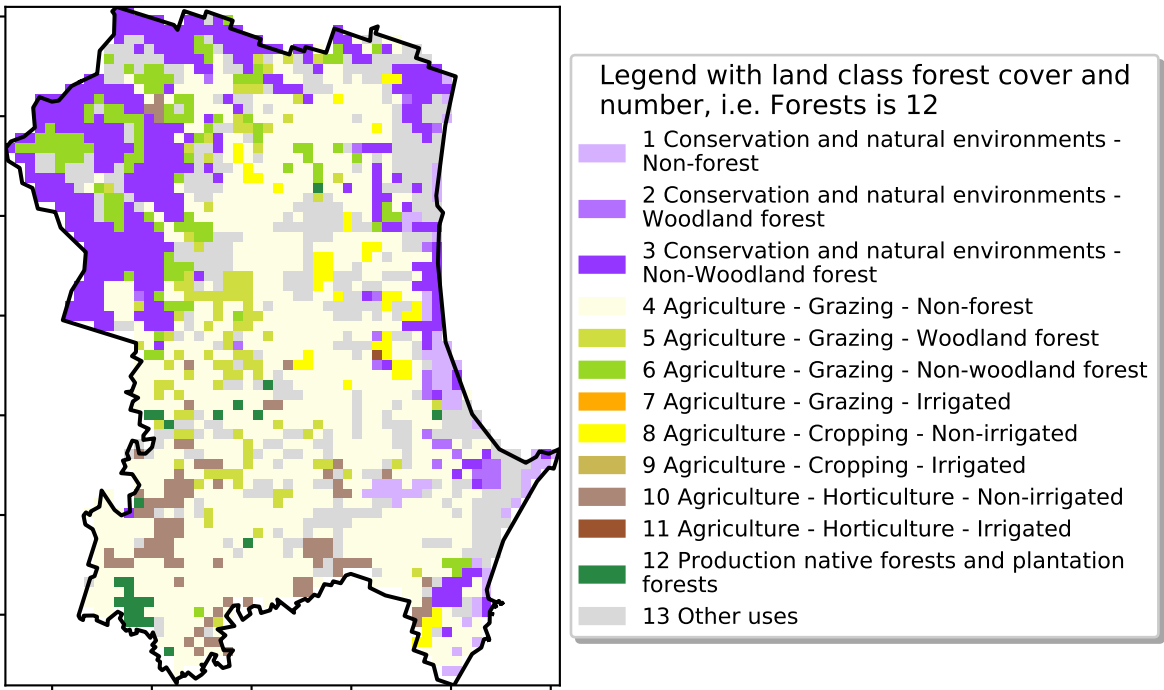 Legend with land class forest cover and
number, i.e. Forests is 12
1 Conservation and natural environments -
Non-forest
2 Conservation and natural environments -
Woodland forest
3 Conservation and natural environments -
Non-Woodland forest
4 Agriculture - Grazing - Non-forest
5 Agriculture - Grazing - Woodland forest
6 Agriculture - Grazing - Non-woodland forest
7 Agriculture - Grazing - Irrigated
8 Agriculture - Cropping - Non-irrigated
9 Agriculture - Cropping - Irrigated
10 Agriculture - Horticulture - Non-irrigated
11 Agriculture - Horticulture - Irrigated
12 Production native forests and plantation
forests
13 Other uses